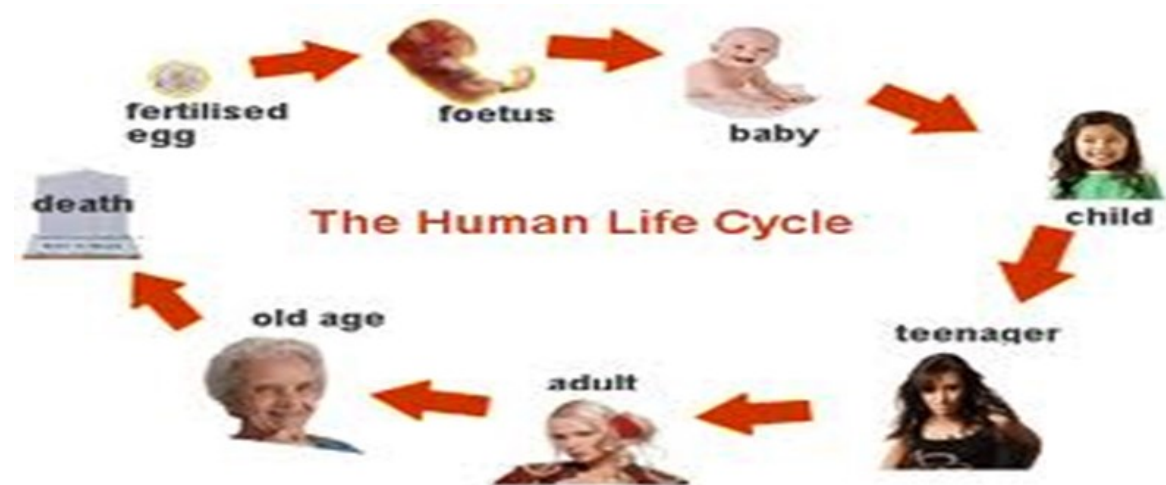 fertilised
egg
foetus
baby
child
death
The Human Life Cycle
old age
teenager
adult